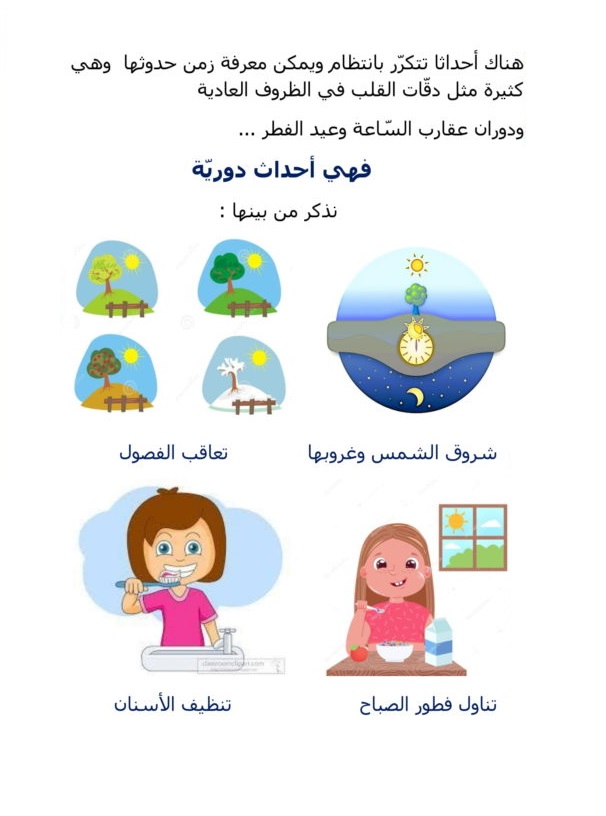 هناك أحداثا تتكرّر بانتظام ويمكن معرفة زمن حدوثها وهي
كثيرة مثل دقّات القلب في الظروف العادية
ودوران عقارب السّاعة وعيد الفطر ...
فهي أحداث دوريّة
نذكر من بينها :
شروق الشمس وغروبها
تعاقب الفصول
classroomclipart.com
تناول فطور الصباح
تنظيف الأسنان